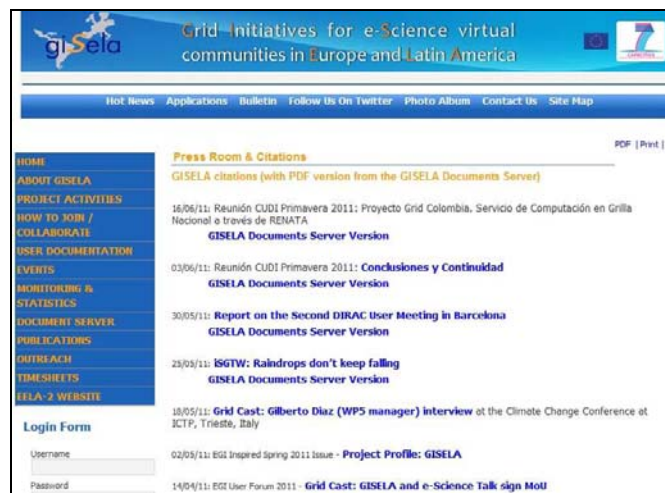 giSela
Grid Initiatives for e-Science virtual
communities in Europe and Latin America
7
Hot News Applications Bulletin Follow Us On Twitter Photo Album Contact Us Site Map
PDF | Print |
HOME
ABOUT GISELA
PROJECT ACTIVITIES
HOW TO JOIN /
COLLABORATE
USER DOCUMENTATION
EVENTS
MONITORING &
STATISTICS
DOCUMENT SERVER
PUBLICATIONS
OUTREACH
TIMESHEETS
EELA-2 WEBSITE
Login Form
Username
Password
Press Room & Citations
GISELA citations (with PDF version from the GISELA Documents Server)
16/06/11: Reunión CUDI Primavera 2011: Proyecto Grid Colombia. Servicio de Computación en Grilla
Nacional a través de RENATA
GISELA Documents Server Version
03/06/11: Reunión CUDI Primavera 2011: Conclusiones y Continuidad
GISELA Documents Server Version
30/05/11: Report on the Second DIRAC User Meeting in Barcelona
GISELA Documents Server Version
25/05/11: iSGTW: Raindrops don't keep falling
GISELA Documents Server Version
18/05/11: Grid Cast: Gilberto Diaz (WP5 manager) interview at the Climate Change Conference at
ICTP, Trieste, Italy
02/05/11: EGI Inspired Spring 2011 Issue - Project Profile: GISELA
14/04/11: EGI User Forum 2011 - Grid Cast: GISELA and e-Science Talk sign MoU